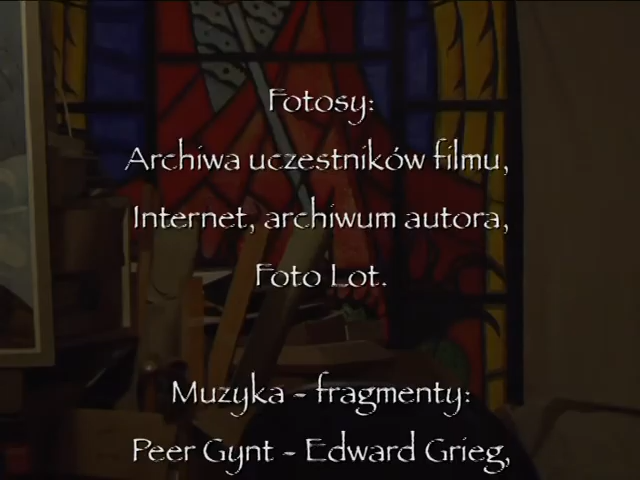 Fotosy:
Archiwa uczestników filmu,
Internet, archiwum autora,
Foto Lot.
Muzyka - fragmenty:
Peer Gynt - Edward Grieg,